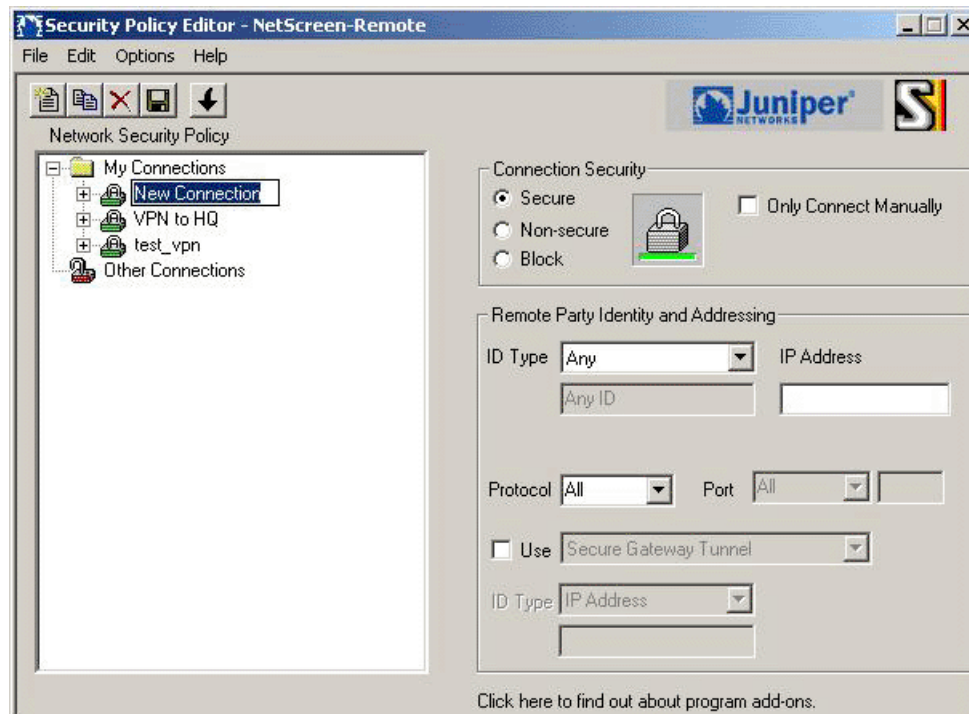 Security Policy Editor - NetScreen-Remote
File Edit Options Help
Juniper
NETWORKS
S
Network Security Policy
My Connections
New Connection
VPN to HQ
test_vpn
Other Connections
Connection Security
Secure
Non-secure
Block
Only Connect Manually
Remote Party Identity and Addressing
ID Type Any IP Address
Any ID
Protocol All Port All
Use Secure Gateway Tunnel
ID Type IP Address
Click here to find out about program add-ons.